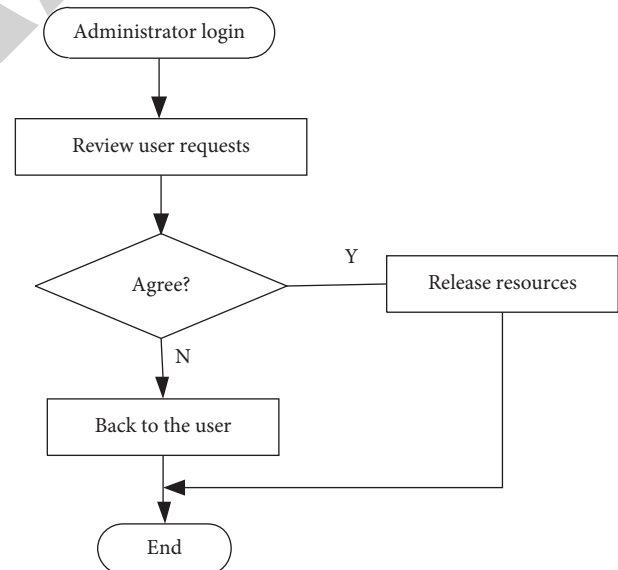 Administrator login
Review user requests
Agree?
Y
Release resources
N
Back to the user
End